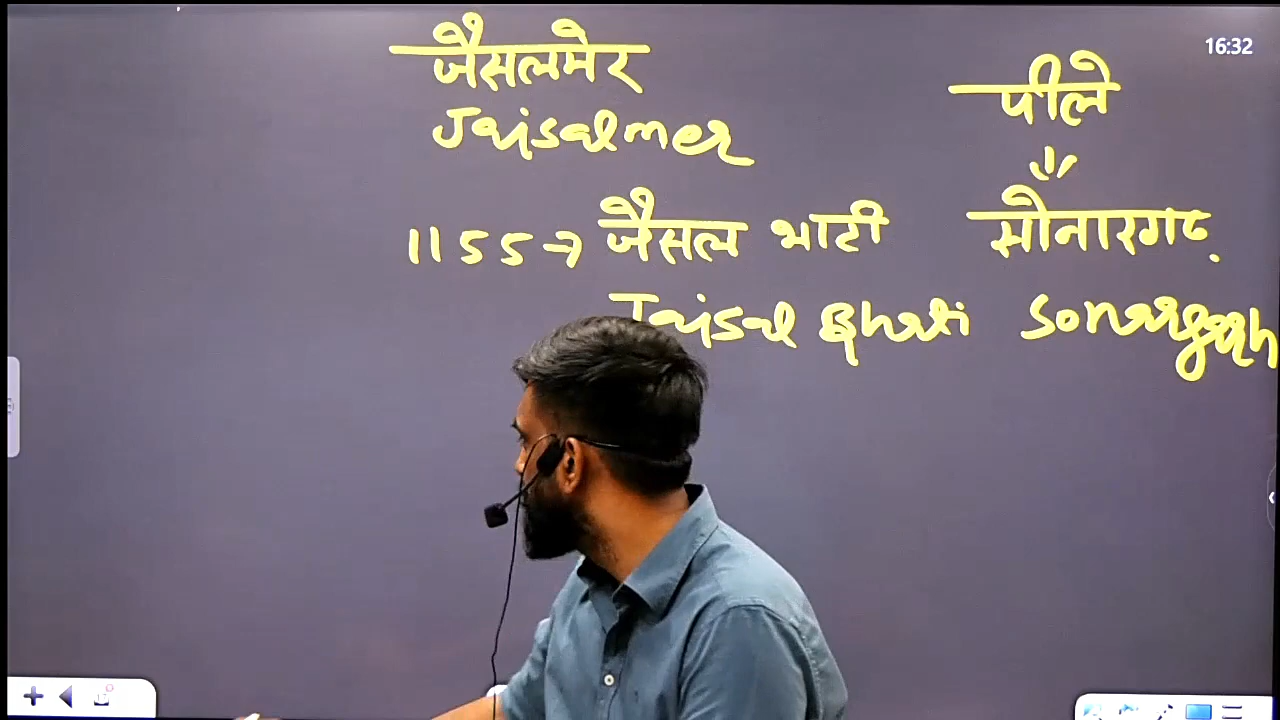 16:32
जैसलमेर
Jaisalmer
पीले
1155→ जैसल भाटी
सोनारगढ़
Jaisal Bhati
Sonargarh